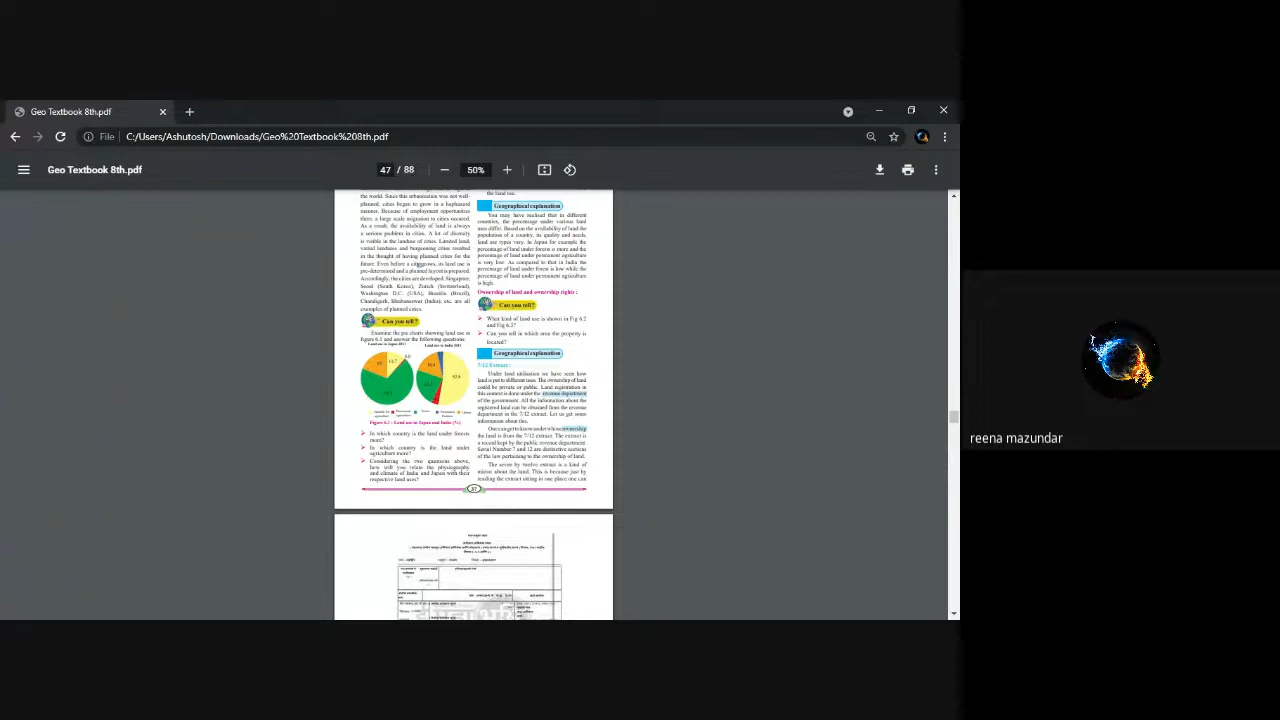 Geo Textbook 8th.pdf
File C:/Users/Ashutosh/Downloads/Geo%20Textbook%208th.pdf
Geo Textbook 8th.pdf
47 / 88
50%
the world. Since this urbanisation was not well-
planned, cities began to grow in a haphazard
manner. Because of employment opportunities
there, a large scale migration to cities occured.
As a result, the availability of land is always
a serious problem in cities. A lot of diversity
is visible in the landuse of cities. Limited land,
varied landuses and burgeoning cities resulted
in the thought of having planned cities for the
future. Even before a city grows, its land use is
pre-determined and a planned layout is prepared.
Accordingly, the cities are developed. Singapore,
Seoul (South Korea), Zurich (Switzerland),
Washington D.C. (USA), Brasilia (Brazil),
Chandigarh, Bhubaneswar (India), etc. are all
examples of planned cities.
Can you tell ?
Examine the pie charts showing land use in
figure 6.1 and answer the following questions:
Land use in Japan 2011
Land use in India 2011
11.7
Figure 6.1 : Land use in Japan and India (%)
In which country is the land under forests
more?
In which country is the land under
agriculture more?
Considering the two questions above,
how will you relate the physiography
and climate of India and Japan with their
respective land uses?
the land use.
Geographical explanation
You may have realised that in different
countries, the percentage under various land
uses differ. Based on the availability of land the
population of a country, its quality and needs,
land use types vary. In Japan for example the
percentage of land under forests is more and the
percentage of land under permanent agriculture
is very low. As compared to that in India the
percentage of land under forest is low while the
percentage of land under permanent agriculture
is high.
Ownership of land and ownership rights :
Can you tell ?
What kind of land use is shown in Fig 6.2
and Fig 6.3?
Can you tell in which area the property is
located?
Geographical explanation
7/12 Extract :
Under land utilisation we have seen how
land is put to different uses. The ownership of land
could be private or public. Land registration in
this context is done under the revenue department
of the government. All the information about the
registered land can be obtained from the revenue
department in the 7/12 extract. Let us get some
information about this.
One can get to know under whose ownership
the land is from the 7/12 extract. The extract is
a record kept by the public revenue department.
Serial Number 7 and 12 are distinctive sections
of the law pertaining to the ownership of land.
The seven by twelve extract is a kind of
mirror about the land. This is because just by
reading the extract sitting in one place one can
37
reena mazundar